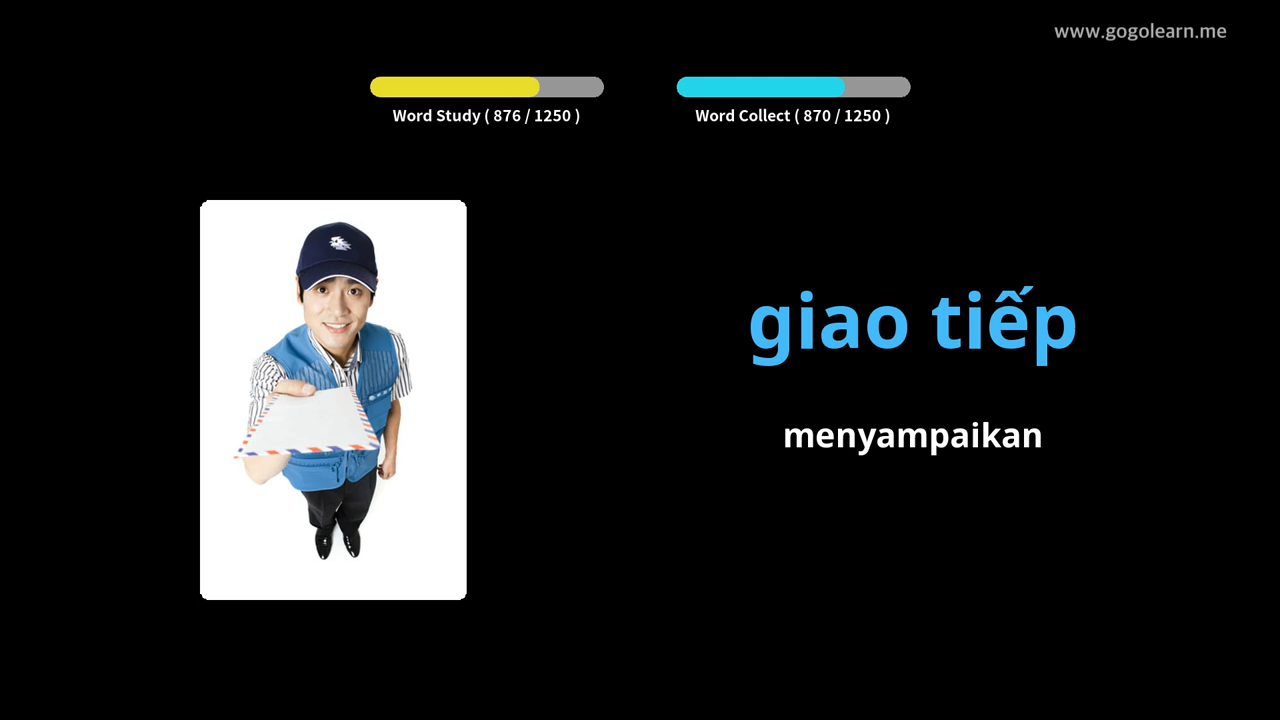 www.gogolearn.me
Word Study ( 876 / 1250 )
Word Collect ( 870 / 1250 )
giao tiếp
menyampaikan